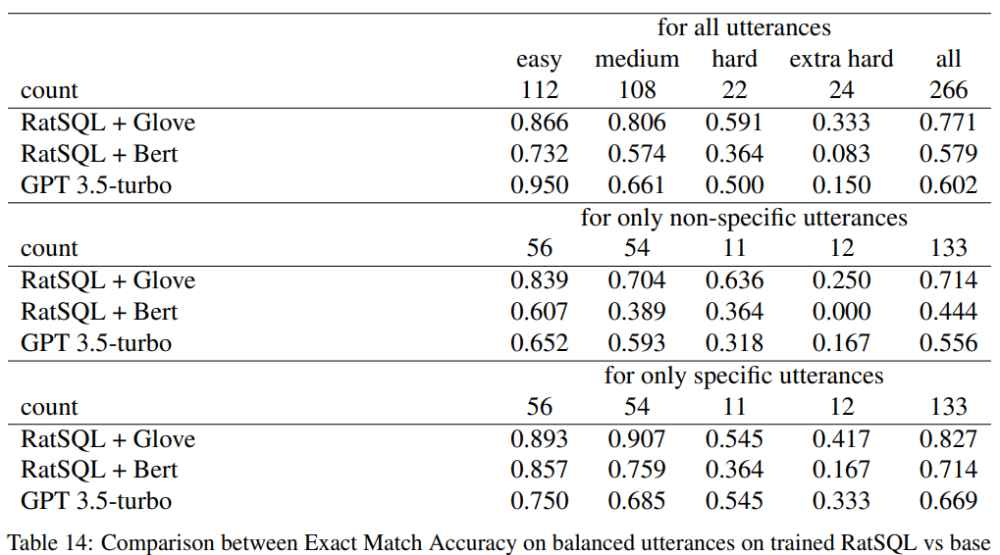 for all utterances
easy medium hard extra hard all
count 112 108 22 24 266
RatSQL + Glove 0.866 0.806 0.591 0.333 0.771
RatSQL + Bert 0.732 0.574 0.364 0.083 0.579
GPT 3.5-turbo 0.950 0.661 0.500 0.150 0.602
for only non-specific utterances
count 56 54 11 12 133
RatSQL + Glove 0.839 0.704 0.636 0.250 0.714
RatSQL + Bert 0.607 0.389 0.364 0.000 0.444
GPT 3.5-turbo 0.652 0.593 0.318 0.167 0.556
for only specific utterances
count 56 54 11 12 133
RatSQL + Glove 0.893 0.907 0.545 0.417 0.827
RatSQL + Bert 0.857 0.759 0.364 0.167 0.714
GPT 3.5-turbo 0.750 0.685 0.545 0.333 0.669
Table 14: Comparison between Exact Match Accuracy on balanced utterances on trained RatSQL vs base